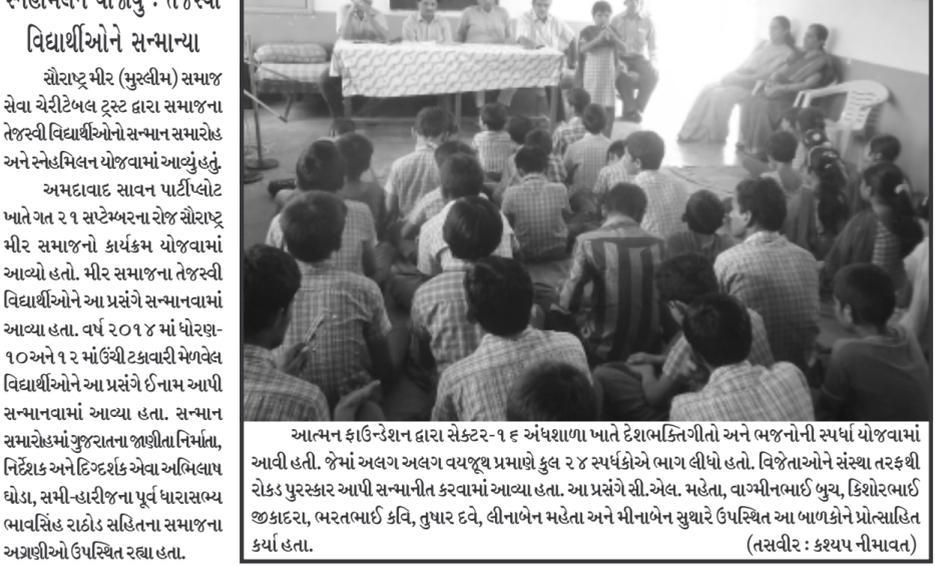 સ્નેહમિલન યોજાયું : તેજસ્વી
વિદ્યાર્થીઓને સન્માન્યા
સૌરાષ્ટ્ર મીર (મુસ્લીમ) સમાજ
સેવા ચેરીટેબલ ટ્રસ્ટ દ્વારા સમાજના
તેજસ્વી વિદ્યાર્થીઓનો સન્માન સમારોહ
અને સ્નેહમિલન યોજવામાં આવ્યું હતું.
અમદાવાદ સાવન પાર્ટીપ્લોટ
ખાતે ગત ૨૧ સપ્ટેમ્બરના રોજ સૌરાષ્ટ્ર
મીર સમાજનો કાર્યક્રમ યોજવામાં
આવ્યો હતો. મીર સમાજના તેજસ્વી
વિદ્યાર્થીઓને આ પ્રસંગે સન્માનવામાં
આવ્યા હતા. વર્ષ ૨૦૧૪ માં ધોરણ-
૧૦ અને ૧૨ માં ઉંચી ટકાવારી મેળવેલ
વિદ્યાર્થીઓને આ પ્રસંગે ઈનામ આપી
સન્માનવામાં આવ્યા હતા. સન્માન
સમારોહમાં ગુજરાતના જાણીતા નિર્માતા,
નિર્દેશક અને દિગ્દર્શક એવા અભિલાષ
ઘોડા, સમી-હારીજના પૂર્વ ધારાસભ્ય
ભાવસિંહ રાઠોડ સહિતના સમાજના
અગ્રણીઓ ઉપસ્થિત રહ્યા હતા.
આત્મન ફાઉન્ડેશન દ્વારા સેક્ટર-૧૬ અંધશાળા ખાતે દેશભક્તિગીતો અને ભજનોની સ્પર્ધા યોજવામાં
આવી હતી. જેમાં અલગ અલગ વયજૂથ પ્રમાણે કુલ ૨૪ સ્પર્ધકોએ ભાગ લીધો હતો. વિજેતાઓને સંસ્થા તરફથી
રોકડ પુરસ્કાર આપી સન્માનીત કરવામાં આવ્યા હતા. આ પ્રસંગે સી.એલ. મહેતા, વાગ્મીનભાઈ બુચ, કિશોરભાઈ
જીકાદરા, ભરતભાઈ કવિ, તુષાર દવે, લીનાબેન મહેતા અને મીનાબેન સુથારે ઉપસ્થિત આ બાળકોને પ્રોત્સાહિત
કર્યા હતા. (તસવીર : કશ્યપ નીમાવત)